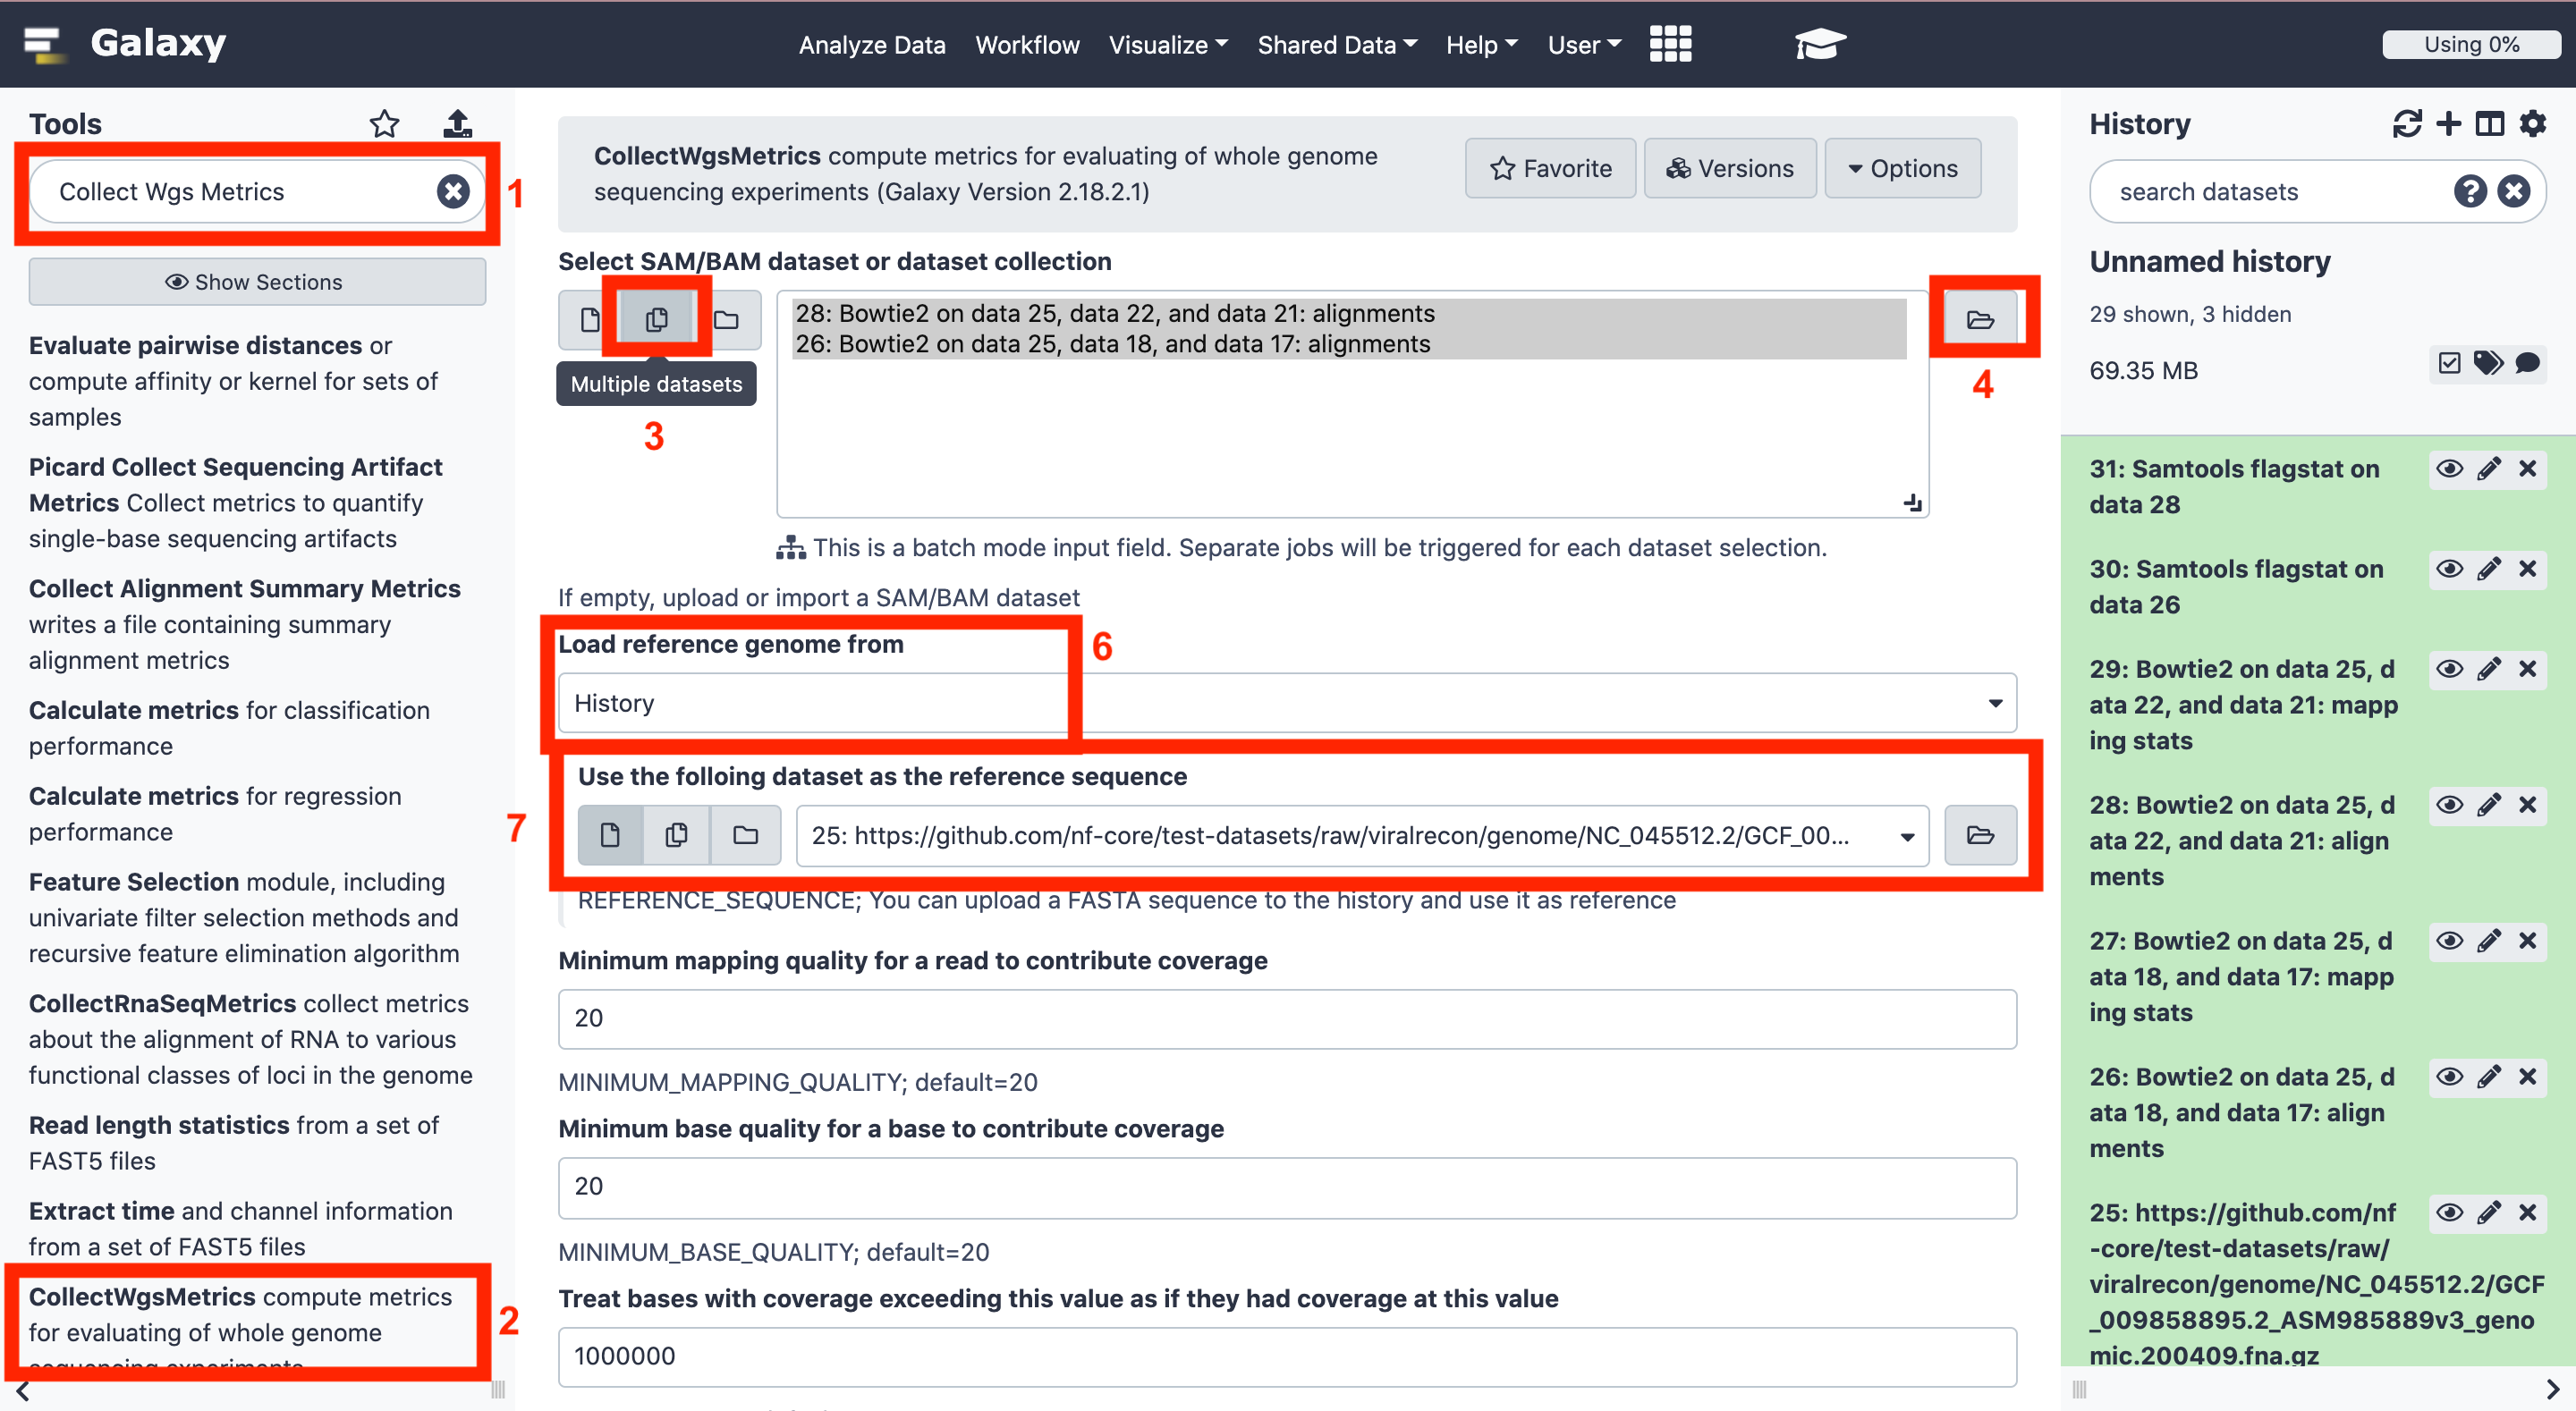 Galaxy
Analyze Data
Workflow
Visualize
Shared Data
Help
User
Using 0%
Tools
Collect Wgs Metrics
1
Show Sections
Evaluate pairwise distances or
compute affinity or kernel for sets of
samples
Picard Collect Sequencing Artifact
Metrics Collect metrics to quantify
single-base sequencing artifacts
Collect Alignment Summary Metrics
writes a file containing summary
alignment metrics
Calculate metrics for classification
performance
Calculate metrics for regression
performance
Feature Selection module, including
univariate filter selection methods and
recursive feature elimination algorithm
CollectRnaSeqMetrics collect metrics
about the alignment of RNA to various
functional classes of loci in the genome
Read length statistics from a set of
FAST5 files
Extract time and channel information
from a set of FAST5 files
CollectWgsMetrics compute metrics
for evaluating of whole genome
sequencing experiments
2
CollectWgsMetrics compute metrics for evaluating of whole genome
sequencing experiments (Galaxy Version 2.18.2.1)
Favorite
Versions
Options
Select SAM/BAM dataset or dataset collection
28: Bowtie2 on data 25, data 22, and data 21: alignments
26: Bowtie2 on data 25, data 18, and data 17: alignments
Multiple datasets
3
4
This is a batch mode input field. Separate jobs will be triggered for each dataset selection.
If empty, upload or import a SAM/BAM dataset
Load reference genome from
6
History
Use the folloing dataset as the reference sequence
7
25: https://github.com/nf-core/test-datasets/raw/viralrecon/genome/NC_045512.2/GCF_00...
REFERENCE_SEQUENCE; You can upload a FASTA sequence to the history and use it as reference
Minimum mapping quality for a read to contribute coverage
20
MINIMUM_MAPPING_QUALITY; default=20
Minimum base quality for a base to contribute coverage
20
MINIMUM_BASE_QUALITY; default=20
Treat bases with coverage exceeding this value as if they had coverage at this value
1000000
History
search datasets
Unnamed history
29 shown, 3 hidden
69.35 MB
31: Samtools flagstat on
data 28
30: Samtools flagstat on
data 26
29: Bowtie2 on data 25, d
ata 22, and data 21: mapp
ing stats
28: Bowtie2 on data 25, d
ata 22, and data 21: align
ments
27: Bowtie2 on data 25, d
ata 18, and data 17: mapp
ing stats
26: Bowtie2 on data 25, d
ata 18, and data 17: align
ments
25: https://github.com/nf
-core/test-datasets/raw/
viralrecon/genome/NC_045512.2/GCF
_009858895.2_ASM985889v3_geno
mic.200409.fna.gz